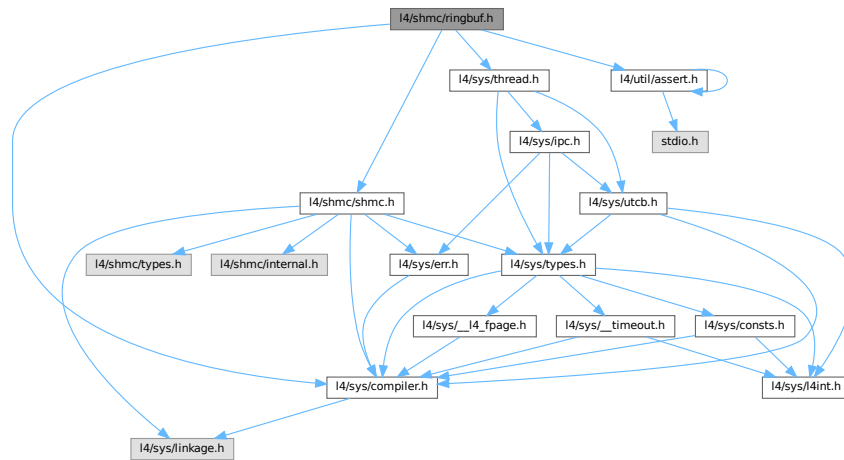 l4/shmc/ringbuf.h
l4/sys/thread.h
l4/util/assert.h
l4/sys/ipc.h
stdio.h
l4/shmc/shmc.h
l4/sys/utcb.h
l4/shmc/types.h
l4/shmc/internal.h
l4/sys/err.h
l4/sys/types.h
l4/sys/__l4_fpage.h
l4/sys/__timeout.h
l4/sys/consts.h
l4/sys/compiler.h
l4/sys/l4int.h
l4/sys/linkage.h